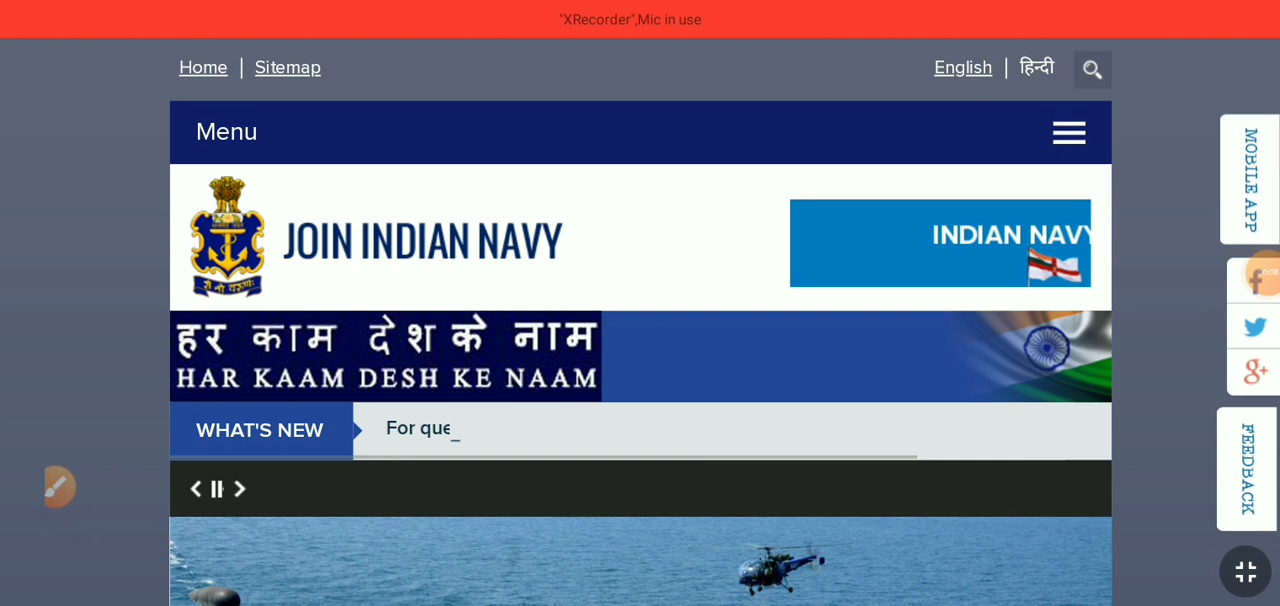 "XRecorder",Mic in use
Home | Sitemap
English | हिन्दी
Menu
MOBILE APP
JOIN INDIAN NAVY
INDIAN NAVY
हर काम देश के नाम
HAR KAAM DESH KE NAAM
WHAT'S NEW
For que_
FEEDBACK